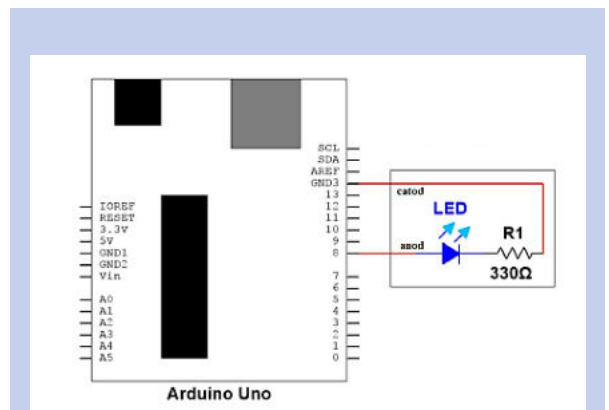 SCL
SDA
AREF
GND3
13
12
11
10
9
8
7
6
5
4
3
2
1
0
IOREF
RESET
3.3V
5V
GND1
GND2
Vin
A0
A1
A2
A3
A4
A5
catod
LED
anod
R1
330Ω
Arduino Uno